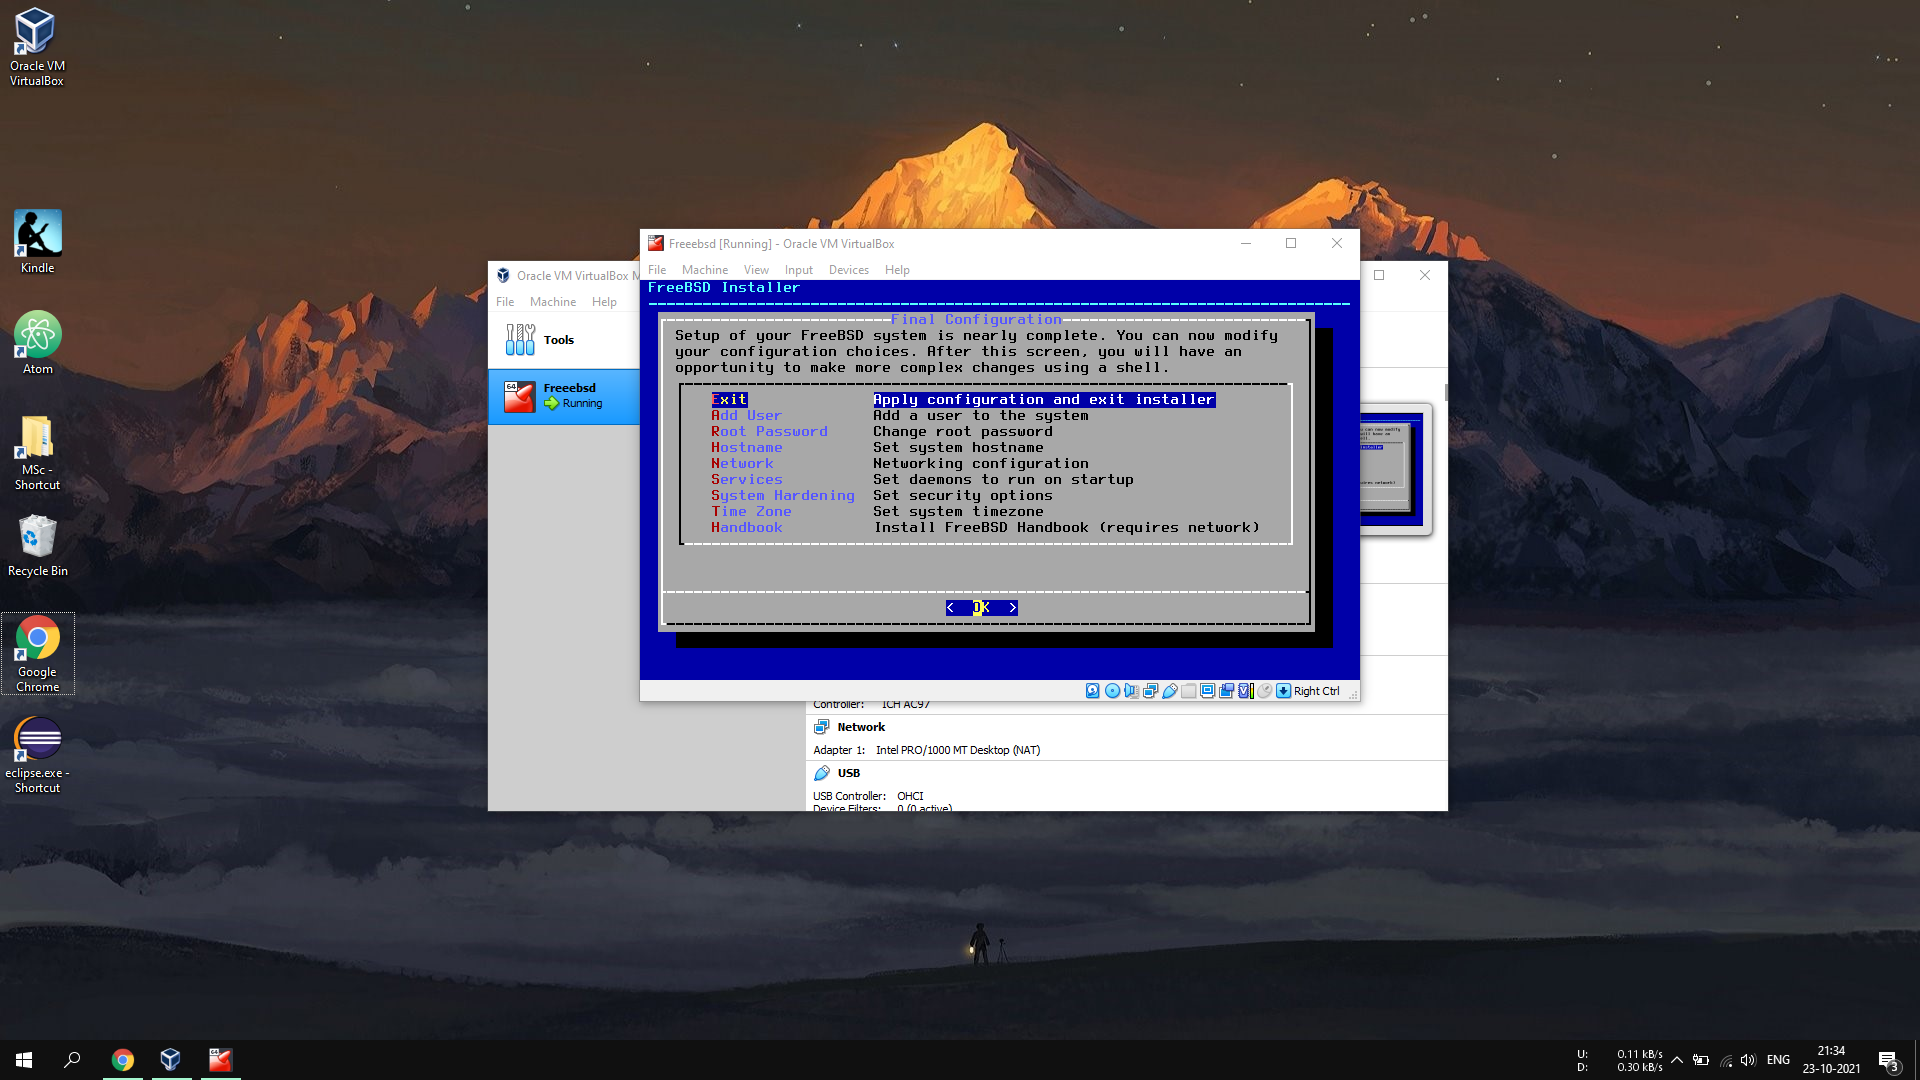 Oracle VM
VirtualBox
Kindle
Atom
MSc -
Shortcut
Recycle Bin
Google
Chrome
eclipse.exe -
Shortcut
Oracle VM VirtualBox M
File Machine Help
Tools
64
Freeebsd
Running
Freeebsd [Running] - Oracle VM VirtualBox
File Machine View Input Devices Help
FreeBSD Installer
Final Configuration
Setup of your FreeBSD system is nearly complete. You can now modify
your configuration choices. After this screen, you will have an
opportunity to make more complex changes using a shell.
Exit Apply configuration and exit installer
Add User Add a user to the system
Root Password Change root password
Hostname Set system hostname
Network Networking configuration
Services Set daemons to run on startup
System Hardening Set security options
Time Zone Set system timezone
Handbook Install FreeBSD Handbook (requires network)
< OK >
Right Ctrl
Controller: ICH AC97
Network
Adapter 1: Intel PRO/1000 MT Desktop (NAT)
USB
USB Controller: OHCI
Device Filters: 0 (0 active)
U: 0.11 kB/s
D: 0.30 kB/s
ENG
21:34
23-10-2021
3